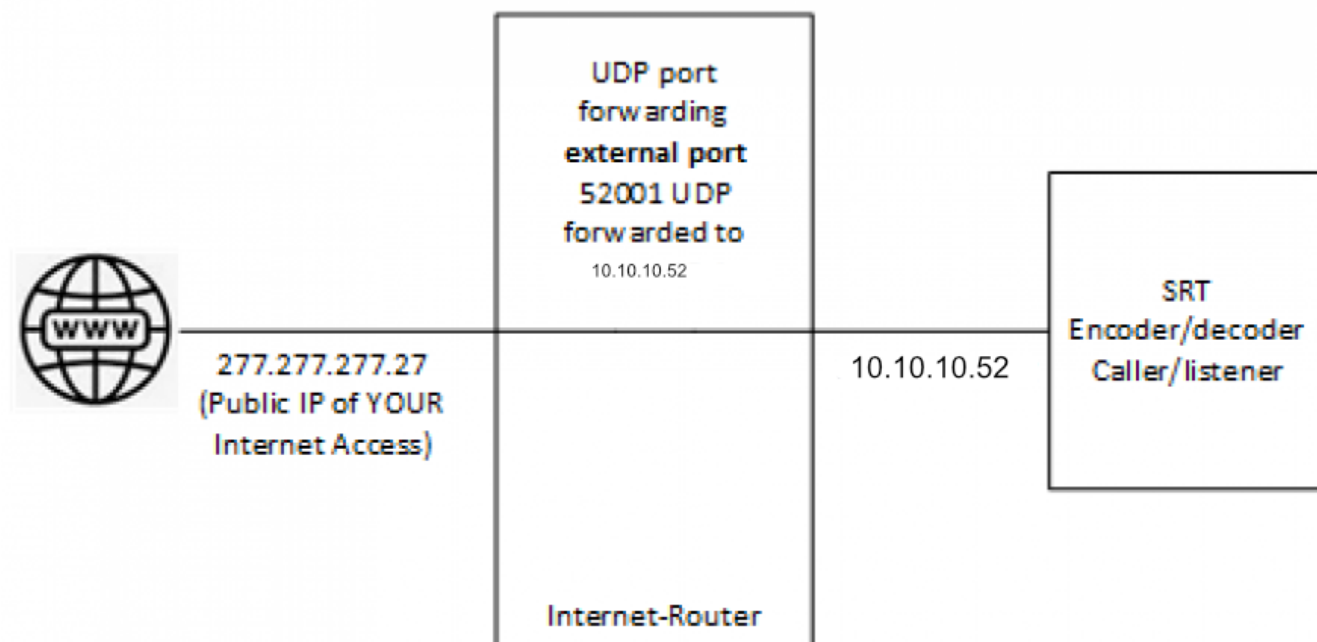 UDP port
forwarding
external port
52001 UDP
forwarded to
10.10.10.52
WWW
277.277.277.27
(Public IP of YOUR
Internet Access)
10.10.10.52
SRT
Encoder/decoder
Caller/listener
Internet-Router